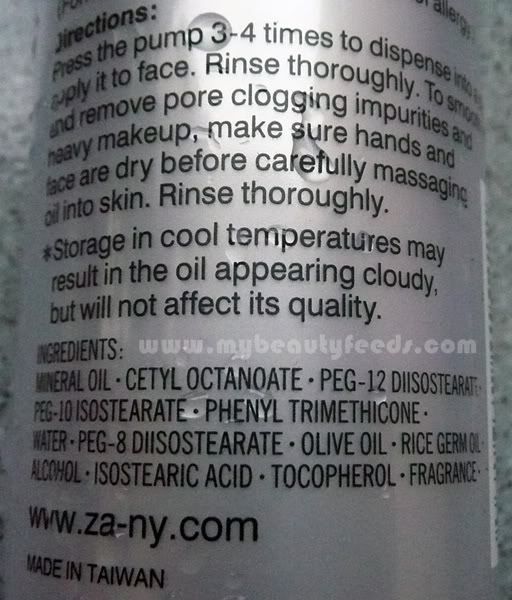 Directions:
Press the pump 3-4 times to dispense into
apply it to face. Rinse thoroughly. To smooth
and remove pore clogging impurities and
heavy makeup, make sure hands and
face are dry before carefully massaging
oil into skin. Rinse thoroughly.
*Storage in cool temperatures may
result in the oil appearing cloudy,
but will not affect its quality.
INGREDIENTS:
www.mybeautyfeeds.com
MINERAL OIL · CETYL OCTANOATE · PEG-12 DIISOSTEARATE ·
PEG-10 ISOSTEARATE · PHENYL TRIMETHICONE ·
WATER · PEG-8 DIISOSTEARATE · OLIVE OIL · RICE GERM OIL ·
ALCOHOL · ISOSTEARIC ACID · TOCOPHEROL · FRAGRANCE ·
www.za-ny.com
MADE IN TAIWAN